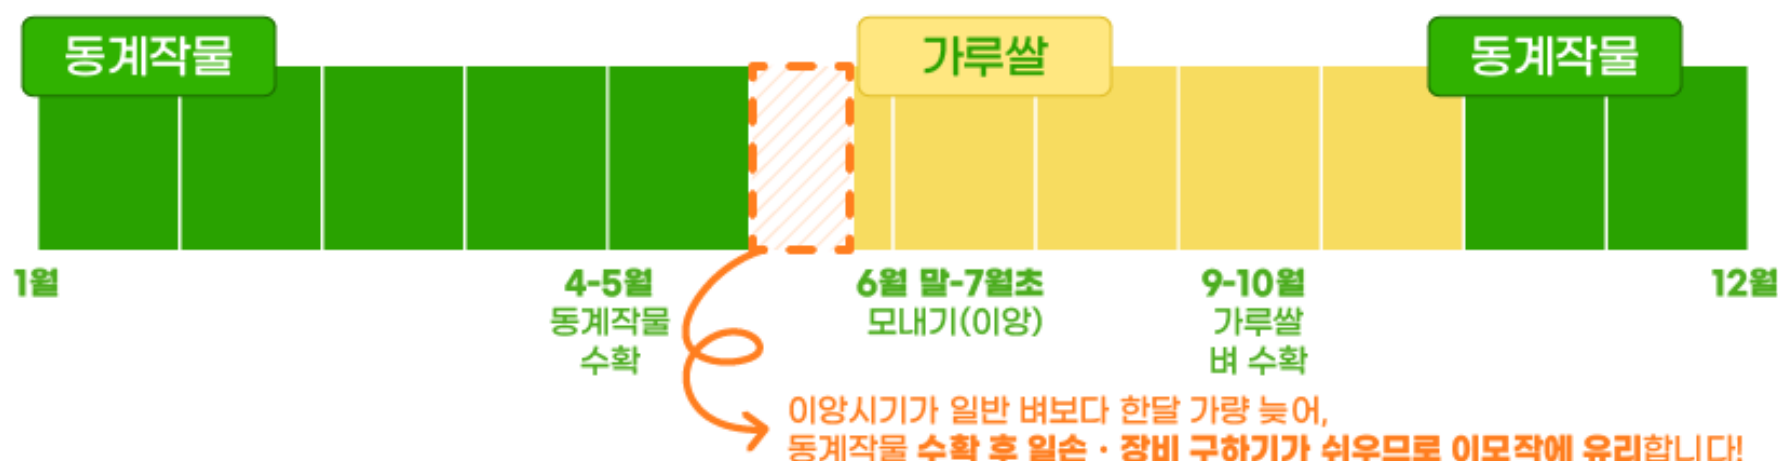 동계작물
가루쌀
동계작물
1월
4-5월
동계작물
수확
6월 말-7월초
모내기(이앙)
9-10월
가루쌀
벼 수확
12월
이앙시기가 일반 벼보다 한달 가량 늦어,
동계작물 수확 후 일손 · 장비 구하기가 쉬우므로 이모작에 유리합니다!